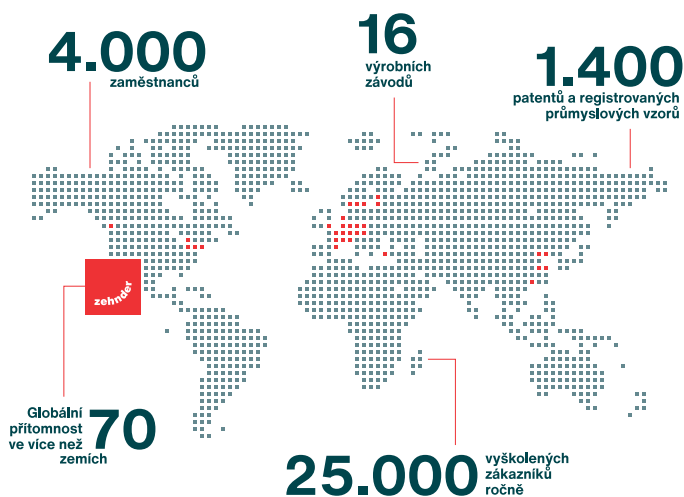 4.000
zaměstnanců
16
výrobních
závodů
1.400
patentů a registrovaných
průmyslových vzorů
zehnder
Globální
přítomnost
ve více než
zemích
70
25.000
vyškolených
zákazníků
ročně